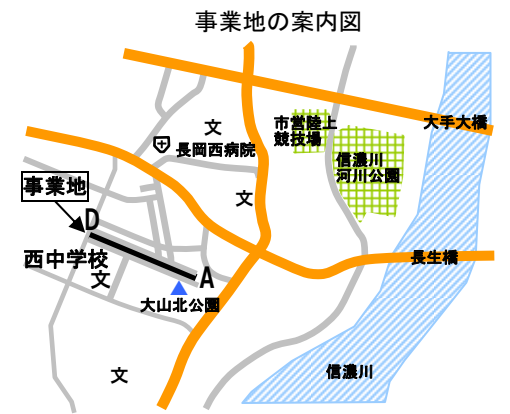 事業地の案内図
大手大橋
市営陸上
競技場
文
長岡西病院
信濃川
河川公園
事業地
文
D
西中学校
文
A
長生橋
大山北公園
文
信濃川